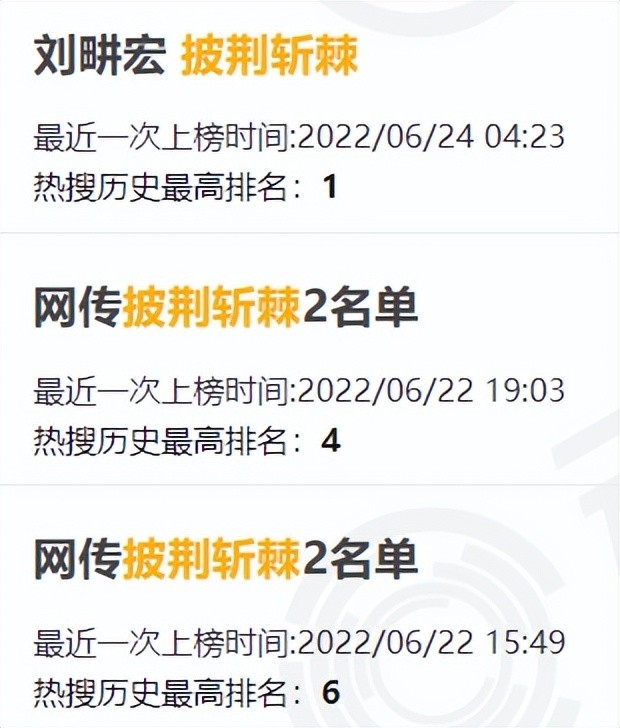 刘畊宏 披荆斩棘
最近一次上榜时间:2022/06/24 04:23
热搜历史最高排名：1
网传披荆斩棘2名单
最近一次上榜时间:2022/06/22 19:03
热搜历史最高排名：4
网传披荆斩棘2名单
最近一次上榜时间:2022/06/22 15:49
热搜历史最高排名：6